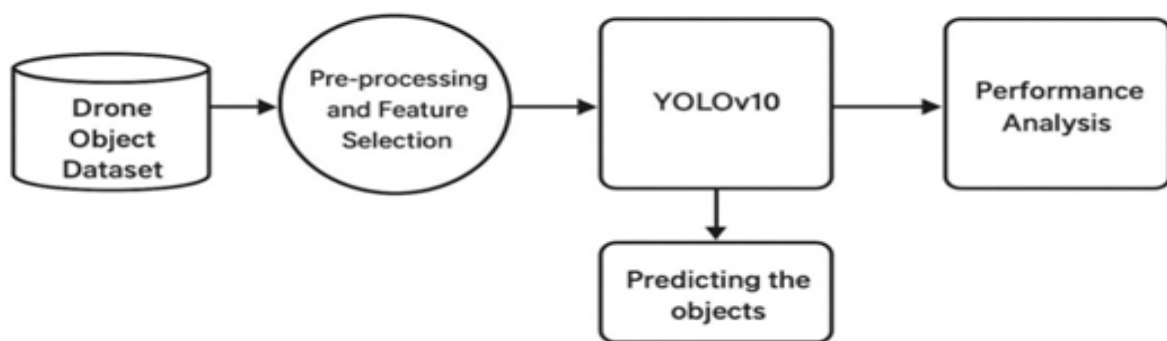 Drone
Object
Dataset
Pre-processing
and Feature
Selection
YOLOv10
Performance
Analysis
Predicting the
objects